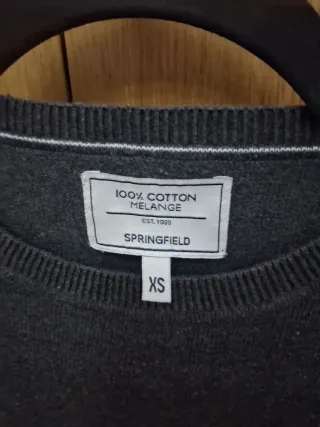 100% COTTON
MELANGE
EST. 1988
SPRINGFIELD
XS